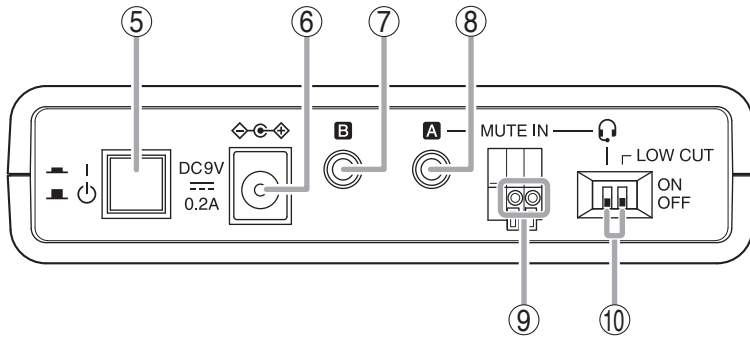 ⑤ ⑥ ⑦ ⑧
B A MUTE IN
LOW CUT
DC9V
0.2A
ON
OFF
⑨ ⑩